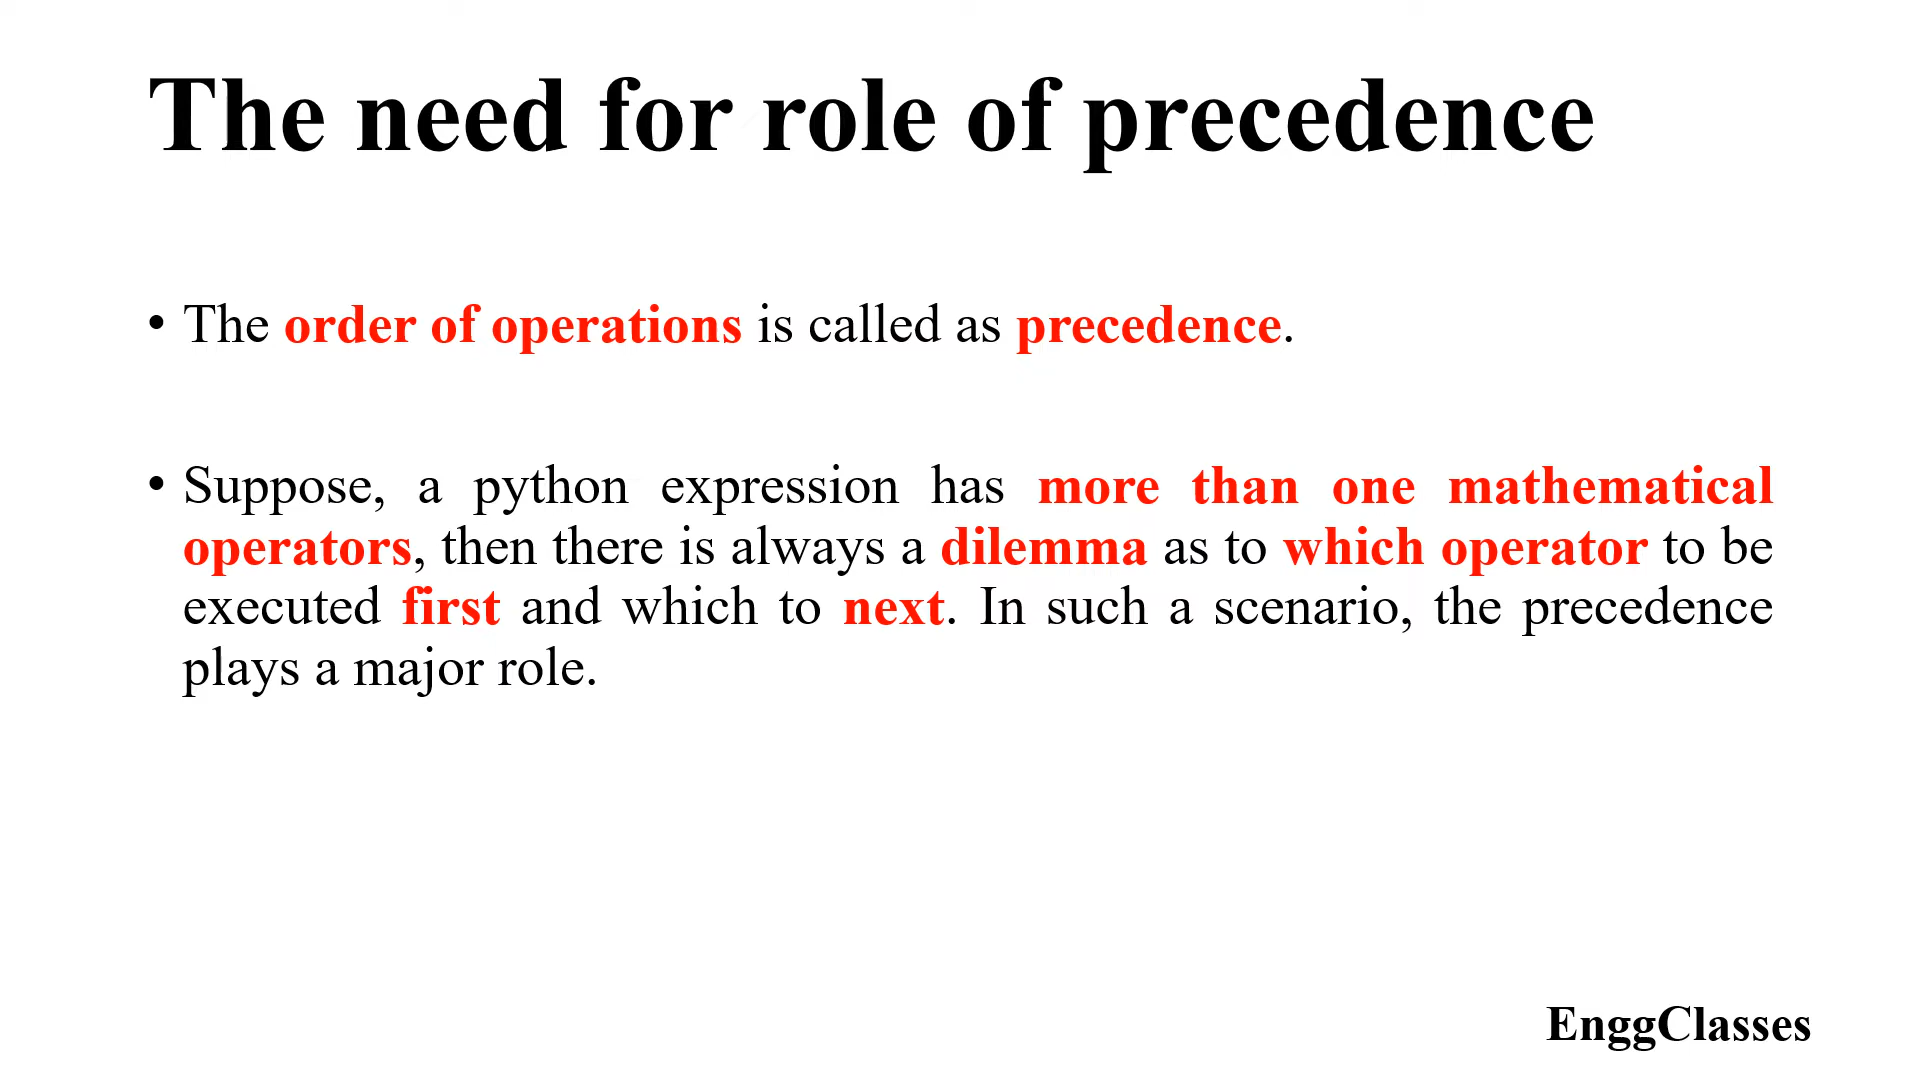 The need for role of precedence
• The order of operations is called as precedence.
• Suppose, a python expression has more than one mathematical
operators, then there is always a dilemma as to which operator to be
executed first and which to next. In such a scenario, the precedence
plays a major role.
EnggClasses